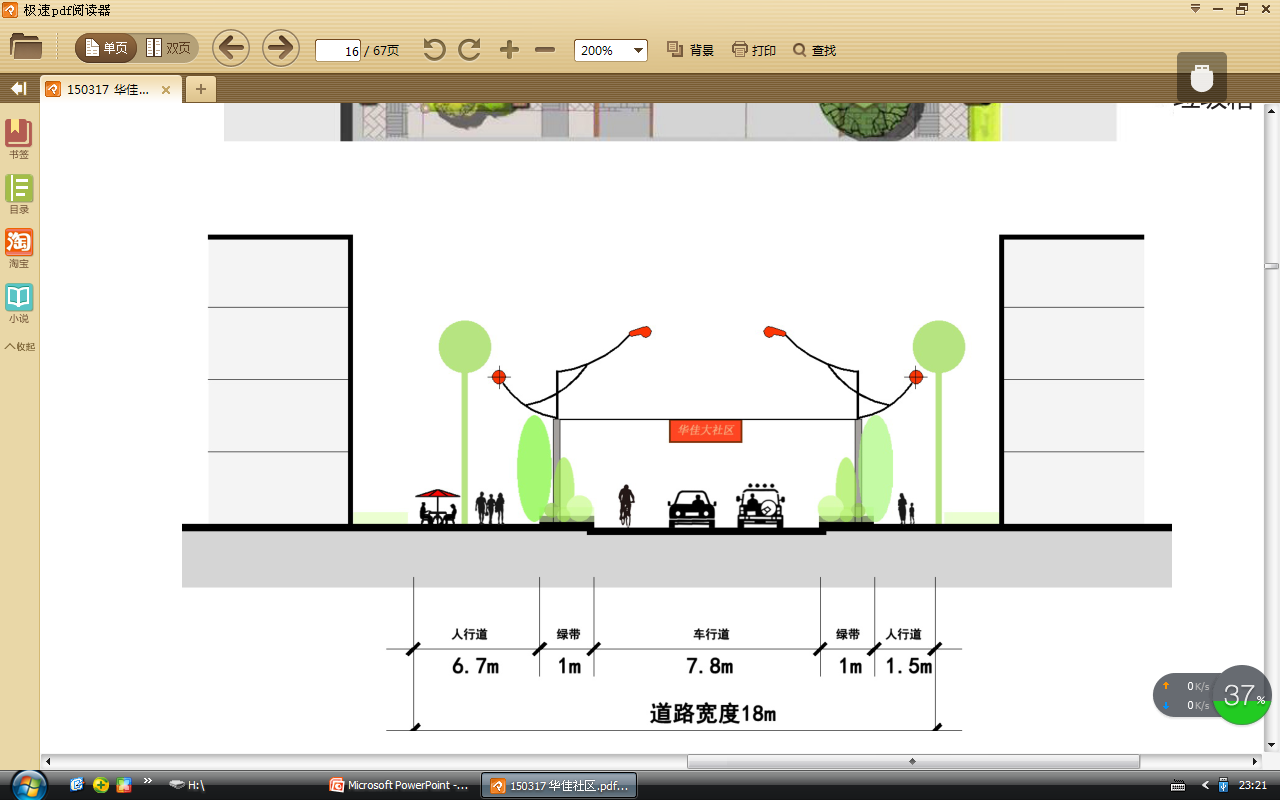 极速pdf阅读器
单页 双页 16 / 67页 200% 背景 打印 查找
150317 华佳...
书签
目录
淘
淘宝
小说
收起
华佳大社区
人行道 绿带 车行道 绿带 人行道
6.7m 1m 7.8m 1m 1.5m
道路宽度18m
0K/s
0K/s
37%
H:\ Microsoft PowerPoint -... 150317 华佳社区.pdf... 23:21